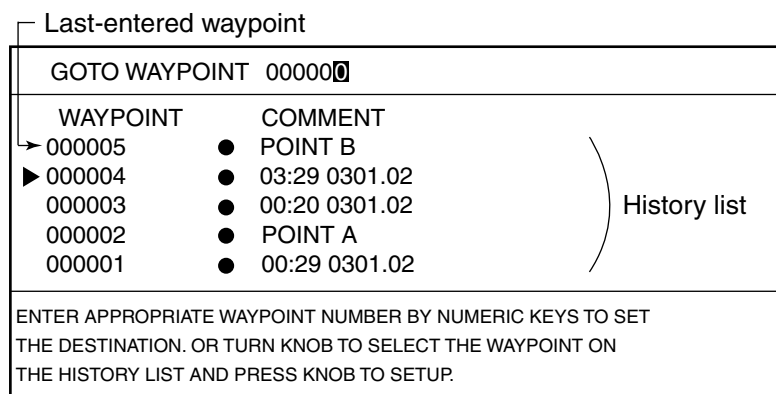 Last-entered waypoint
GOTO WAYPOINT 000000
WAYPOINT COMMENT
000005 ● POINT B
▶ 000004 ● 03:29 0301.02
000003 ● 00:20 0301.02
000002 ● POINT A
000001 ● 00:29 0301.02
History list
ENTER APPROPRIATE WAYPOINT NUMBER BY NUMERIC KEYS TO SET
THE DESTINATION. OR TURN KNOB TO SELECT THE WAYPOINT ON
THE HISTORY LIST AND PRESS KNOB TO SETUP.